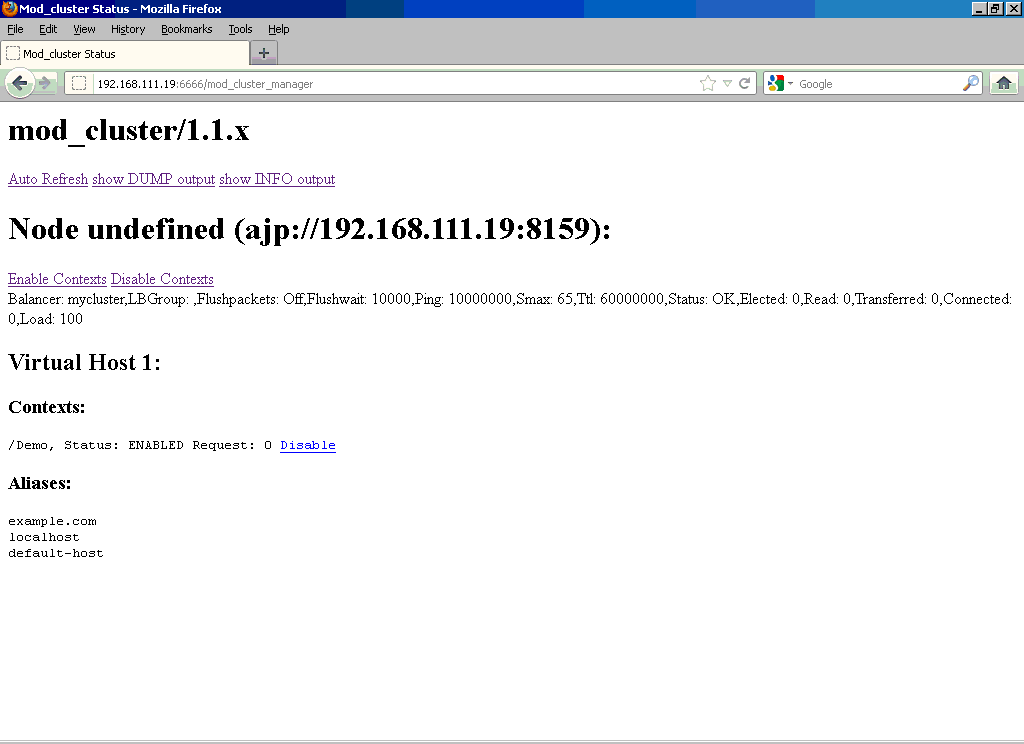 Mod_cluster Status - Mozilla Firefox
File Edit View History Bookmarks Tools Help
Mod_cluster Status
192.168.111.19:6666/mod_cluster_manager Google
mod_cluster/1.1.x
Auto Refresh show DUMP output show INFO output
Node undefined (ajp://192.168.111.19:8159):
Enable Contexts Disable Contexts
Balancer: mycluster,LBGroup: ,Flushpackets: Off,Flushwait: 10000,Ping: 10000000,Smax: 65,Ttl: 60000000,Status: OK,Elected: 0,Read: 0,Transferred: 0,Connected:
0,Load: 100
Virtual Host 1:
Contexts:
/Demo, Status: ENABLED Request: 0 Disable
Aliases:
example.com
localhost
default-host